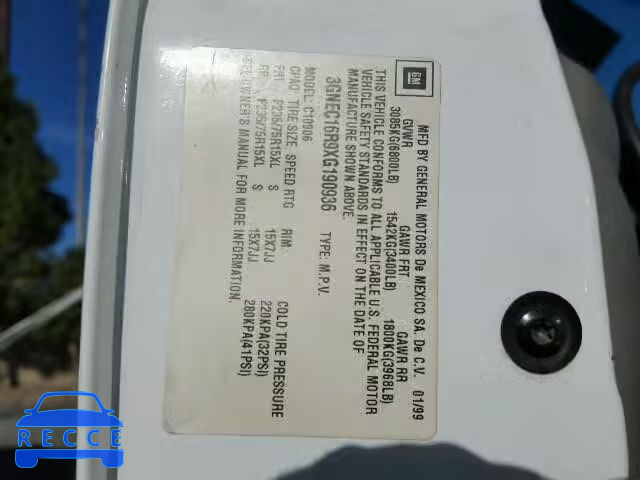 GM
MFD BY GENERAL MOTORS De MEXICO SA. De C.V. 01/99
GVWR GAWR FRT GAWR RR
3085KG(6800LB) 1542KG(3400LB) 1800KG(3968LB)
THIS VEHICLE CONFORMS TO ALL APPLICABLE U.S. FEDERAL MOTOR
VEHICLE SAFETY STANDARDS IN EFFECT ON THE DATE OF
MANUFACTURE SHOWN ABOVE.
3GNEC16R9XG190936 TYPE: M.P.V.
MODEL: C10906
TIRE SIZE SPEED RTG RIM COLD TIRE PRESSURE
FRT P235/75R15XL S 15X7JJ 220KPA(32PSI)
RR P235/75R15XL S 15X7JJ 280KPA(41PSI)
SEE OWNER'S MANUAL FOR MORE INFORMATION.
RECCE